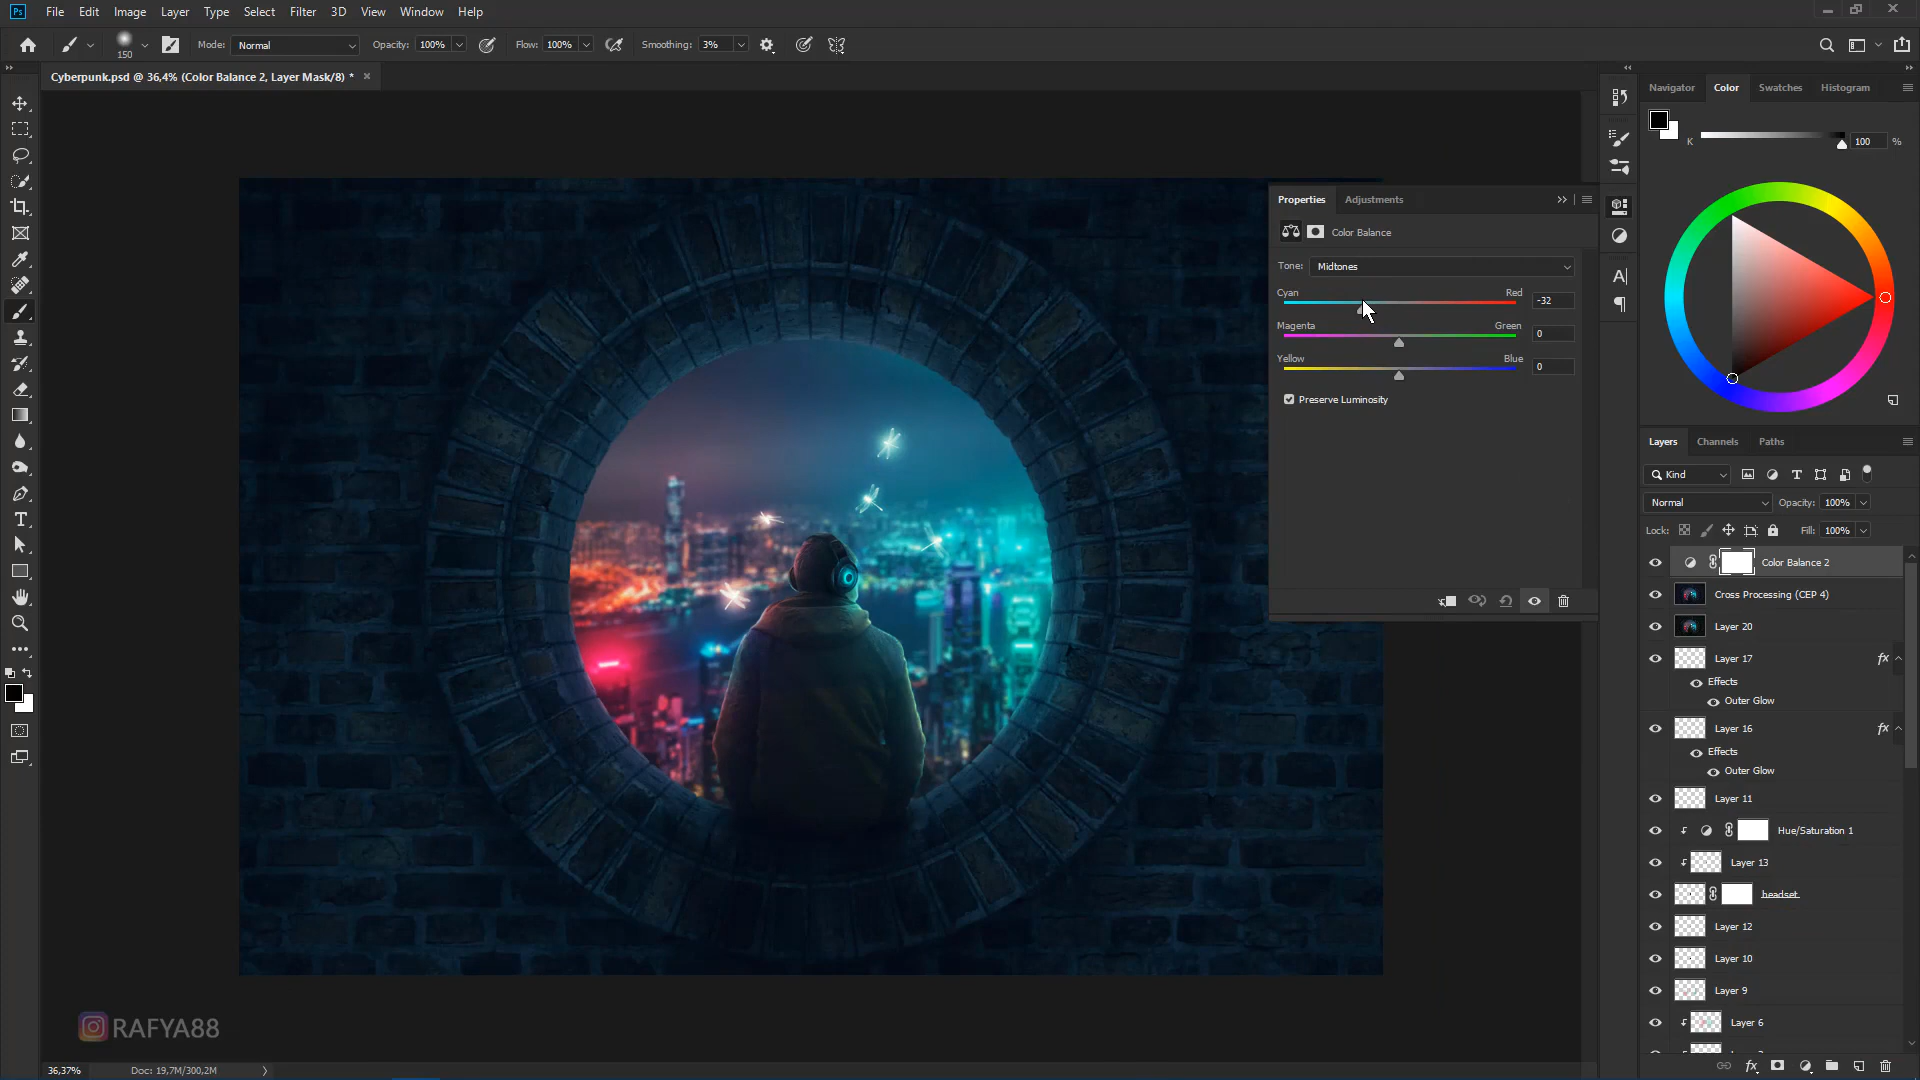 Ps File Edit Image Layer Type Select Filter 3D View Window Help
150 Mode: Normal Opacity: 100% Flow: 100% Smoothing: 3%
Cyberpunk.psd @ 36,4% (Color Balance 2, Layer Mask/8) * ×
Navigator Color Swatches Histogram
K 100 %
Properties Adjustments
Color Balance
Tone: Midtones
Cyan Red -32
Magenta Green 0
Yellow Blue 0
Preserve Luminosity
Layers Channels Paths
Kind
Normal Opacity: 100%
Lock: Fill: 100%
Color Balance 2
Cross Processing (CEP 4)
Layer 20
Layer 17 fx
Effects
Outer Glow
Layer 16 fx
Effects
Outer Glow
Layer 11
Hue/Saturation 1
Layer 13
headset
Layer 12
Layer 10
Layer 9
Layer 6
RAFYA88
36,37% Doc: 19,7M/300,2M